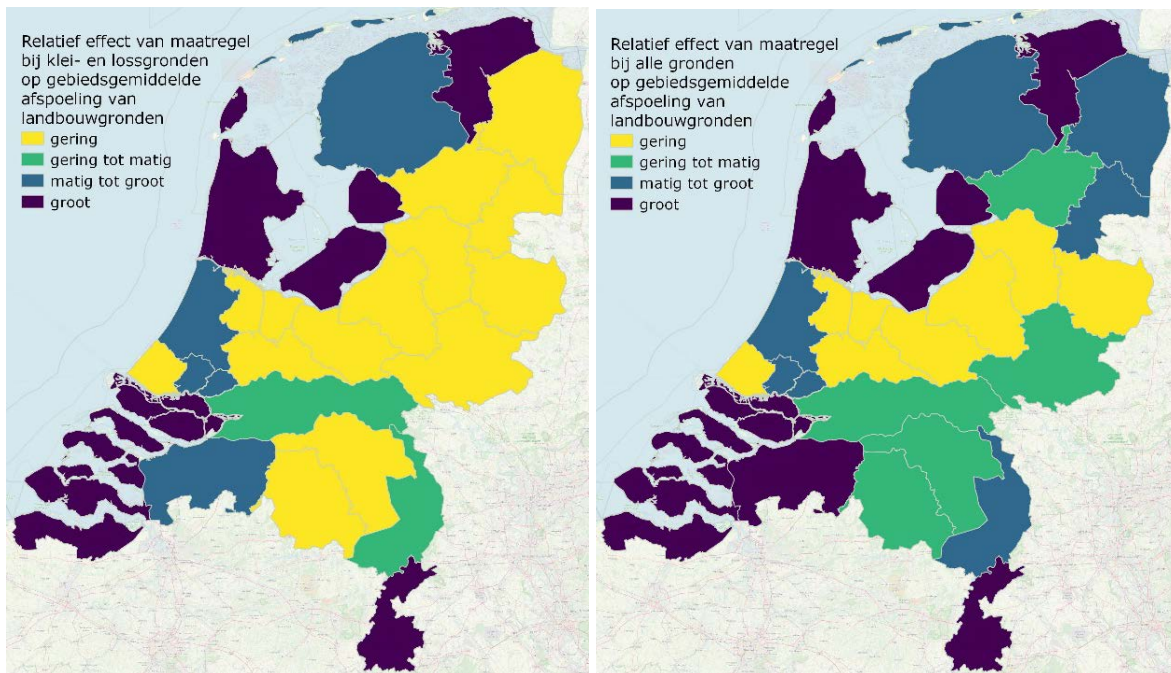 Relatief effect van maatregel
bij klei- en lossgronden
op gebiedsgemiddelde
afspoeling van
landbouwgronden
gering
gering tot matig
matig tot groot
groot
Relatief effect van maatregel
bij alle gronden
op gebiedsgemiddelde
afspoeling van
landbouwgronden
gering
gering tot matig
matig tot groot
groot